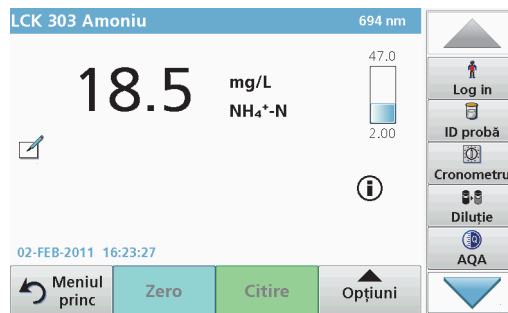 LCK 303 Amoniu 694 nm
47.0
18.5 mg/L
NH₄⁺-N
2.00
i
02-FEB-2011 16:23:27
Meniul princ
Zero
Citire
Opțiuni
Log in
ID probă
Cronometru
Diluție
AQA